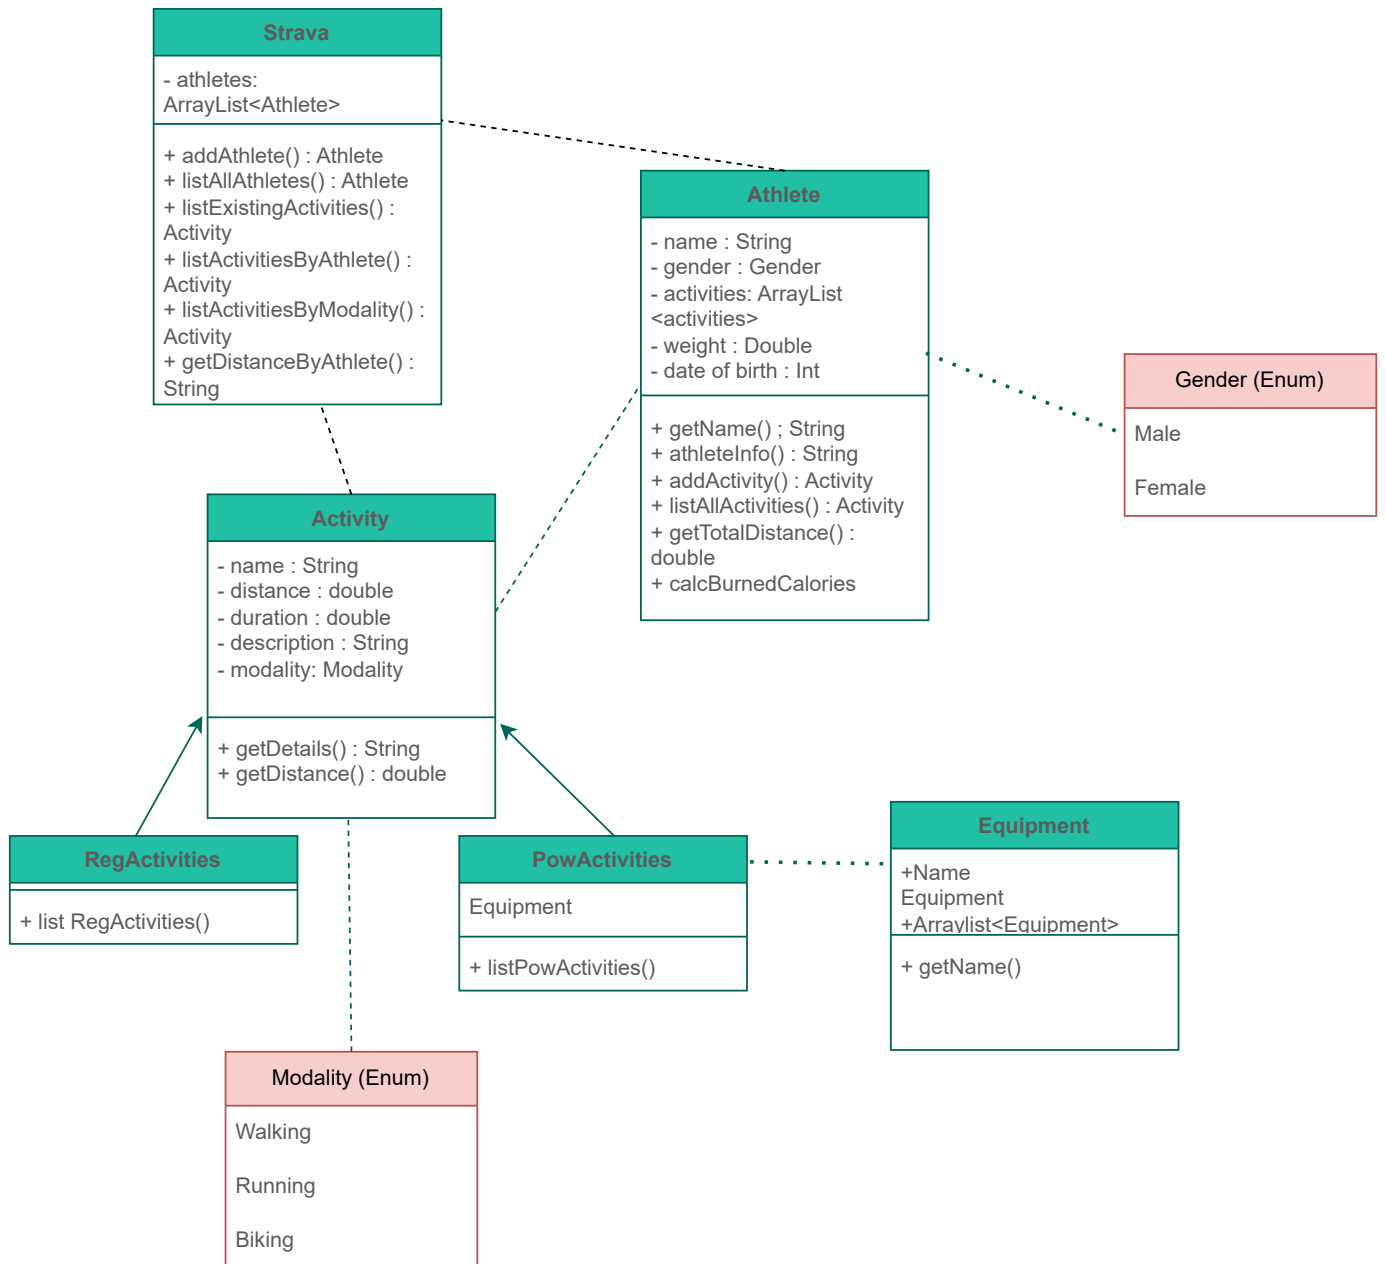 Strava
- athletes:
ArrayList<Athlete>
+ addAthlete() : Athlete
+ listAllAthletes() : Athlete
+ listExistingActivities() :
Activity
+ listActivitiesByAthlete() :
Activity
+ listActivitiesByModality() :
Activity
+ getDistanceByAthlete() :
String
Athlete
- name : String
- gender : Gender
- activities: ArrayList
<activities>
- weight : Double
- date of birth : Int
+ getName() ; String
+ athleteInfo() : String
+ addActivity() : Activity
+ listAllActivities() : Activity
+ getTotalDistance() :
double
+ calcBurnedCalories
Gender (Enum)
Male
Female
Activity
- name : String
- distance : double
- duration : double
- description : String
- modality: Modality
+ getDetails() : String
+ getDistance() : double
RegActivities
+ list RegActivities()
PowActivities
Equipment
+ listPowActivities()
Equipment
+Name
Equipment
+Arraylist<Equipment>
+ getName()
Modality (Enum)
Walking
Running
Biking